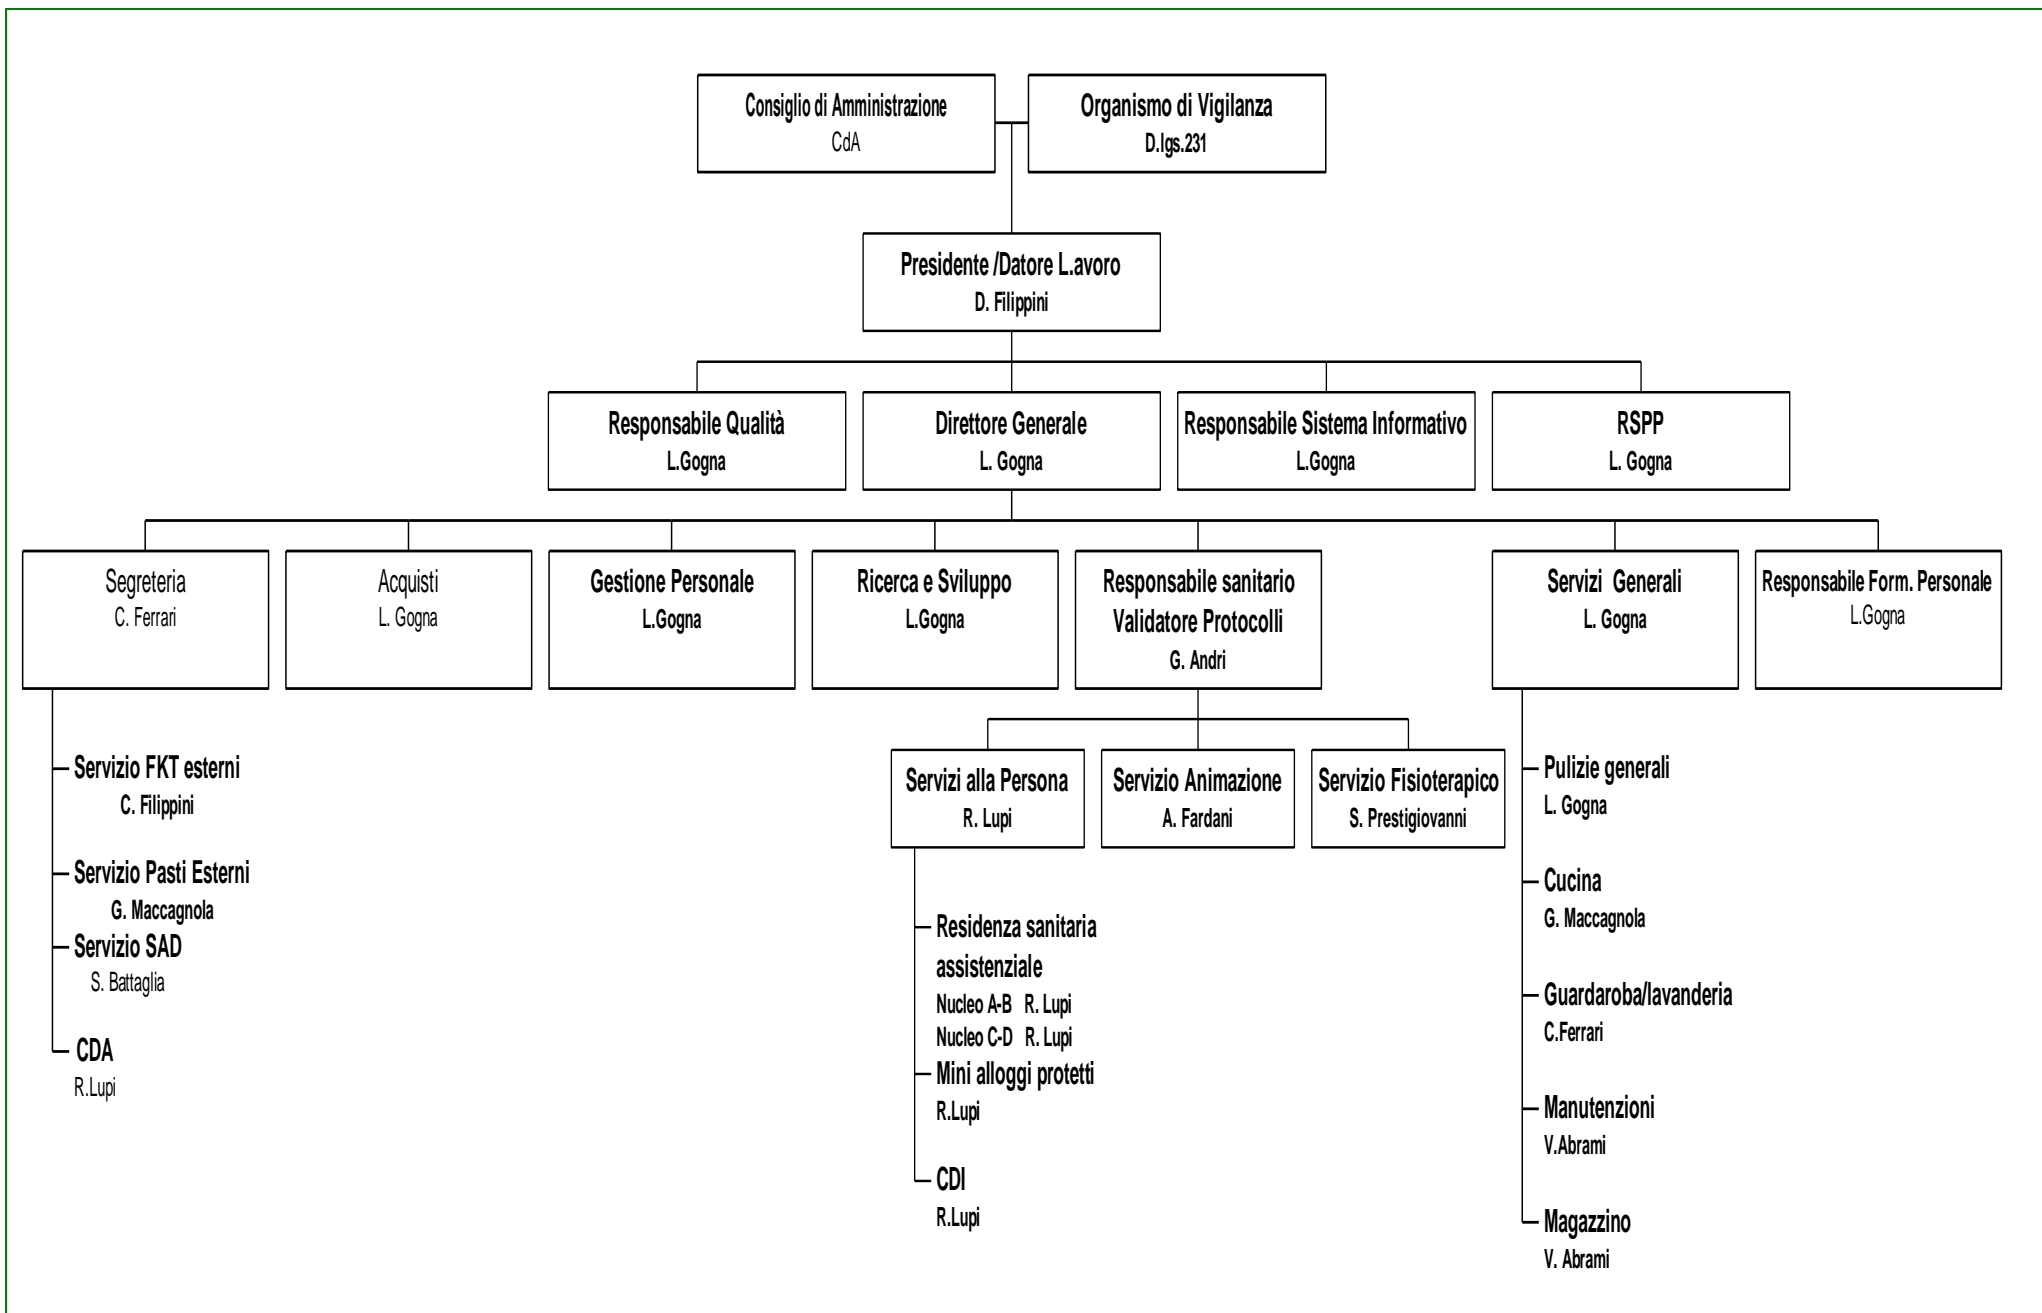 Consiglio di Amministrazione
CdA
Organismo di Vigilanza
D.lgs.231
Presidente /Datore L.avoro
D. Filippini
Responsabile Qualità
L.Gogna
Direttore Generale
L. Gogna
Responsabile Sistema Informativo
L.Gogna
RSPP
L. Gogna
Segreteria
C. Ferrari
Acquisti
L. Gogna
Gestione Personale
L.Gogna
Ricerca e Sviluppo
L.Gogna
Responsabile sanitario
Validatore Protocolli
G. Andri
Servizi Generali
L. Gogna
Responsabile Form. Personale
L.Gogna
Servizio FKT esterni
C. Filippini
Servizio Pasti Esterni
G. Maccagnola
Servizio SAD
S. Battaglia
CDA
R.Lupi
Servizi alla Persona
R. Lupi
Servizio Animazione
A. Fardani
Servizio Fisioterapico
S. Prestigiovanni
Residenza sanitaria
assistenziale
Nucleo A-B R. Lupi
Nucleo C-D R. Lupi
Mini alloggi protetti
R.Lupi
CDI
R.Lupi
Pulizie generali
L. Gogna
Cucina
G. Maccagnola
Guardaroba/lavanderia
C.Ferrari
Manutenzioni
V.Abrami
Magazzino
V. Abrami